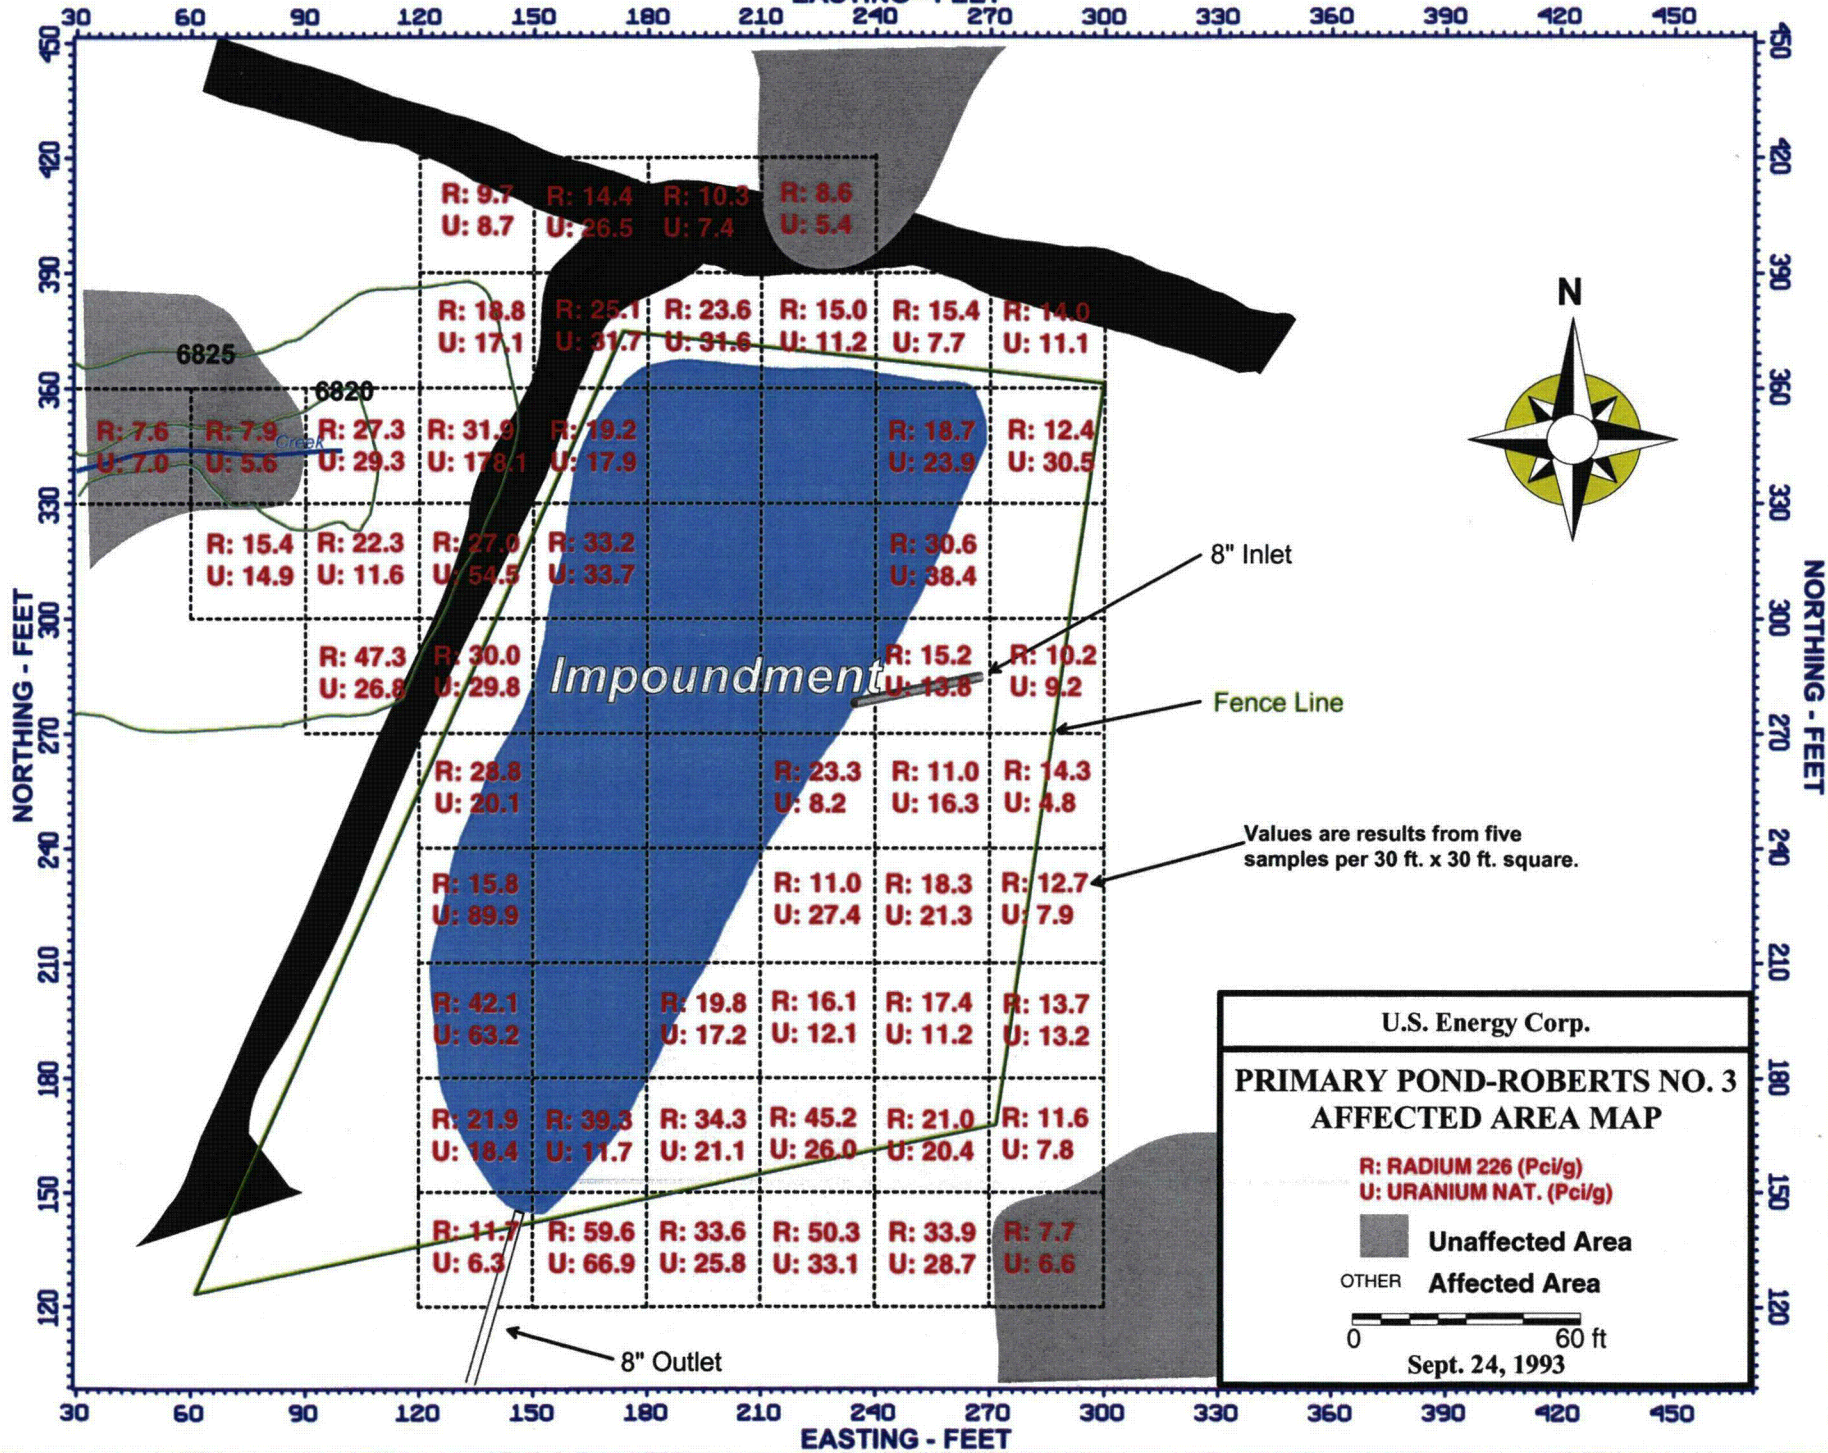 EASTING - FEET
30 60 90 120 150 180 210 240 270 300 330 360 390 420 450
450 420 390 360 330 300 270 240 210 180 150 120
NORTHING - FEET
R: 9.7 R: 14.4 R: 10.3 R: 8.6
U: 8.7 U: 26.5 U: 7.4 U: 5.4
R: 18.8 R: 25.1 R: 23.6 R: 15.0 R: 15.4 R: 14.0
U: 17.1 U: 31.7 U: 31.6 U: 11.2 U: 7.7 U: 11.1
N
6825
6820
R: 7.6 R: 7.9 R: 27.3 R: 31.9 R: 19.2 R: 18.7 R: 12.4
Creek
U: 7.0 U: 5.6 U: 29.3 U: 178.1 U: 17.9 U: 23.9 U: 30.5
R: 15.4 R: 22.3 R: 27.0 R: 33.2 R: 30.6
U: 14.9 U: 11.6 U: 54.5 U: 33.7 U: 38.4
8" Inlet
R: 47.3 R: 30.0 R: 15.2 R: 10.2
Impoundment
U: 26.8 U: 29.8 U: 13.8 U: 9.2
Fence Line
R: 28.8 R: 23.3 R: 11.0 R: 14.3
U: 20.1 U: 8.2 U: 16.3 U: 4.8
Values are results from five
samples per 30 ft. x 30 ft. square.
R: 15.8 R: 11.0 R: 18.3 R: 12.7
U: 89.9 U: 27.4 U: 21.3 U: 7.9
R: 42.1 R: 19.8 R: 16.1 R: 17.4 R: 13.7
U: 63.2 U: 17.2 U: 12.1 U: 11.2 U: 13.2
R: 21.9 R: 39.3 R: 34.3 R: 45.2 R: 21.0 R: 11.6
U: 18.4 U: 11.7 U: 21.1 U: 26.0 U: 20.4 U: 7.8
R: 11.7 R: 59.6 R: 33.6 R: 50.3 R: 33.9 R: 7.7
U: 6.3 U: 66.9 U: 25.8 U: 33.1 U: 28.7 U: 6.6
8" Outlet
450 420 390 360 330 300 270 240 210 180 150 120
NORTHING - FEET
U.S. Energy Corp.
PRIMARY POND-ROBERTS NO. 3
AFFECTED AREA MAP
R: RADIUM 226 (Pci/g)
U: URANIUM NAT. (Pci/g)
Unaffected Area
OTHER Affected Area
0 60 ft
Sept. 24, 1993
30 60 90 120 150 180 210 240 270 300 330 360 390 420 450
EASTING - FEET